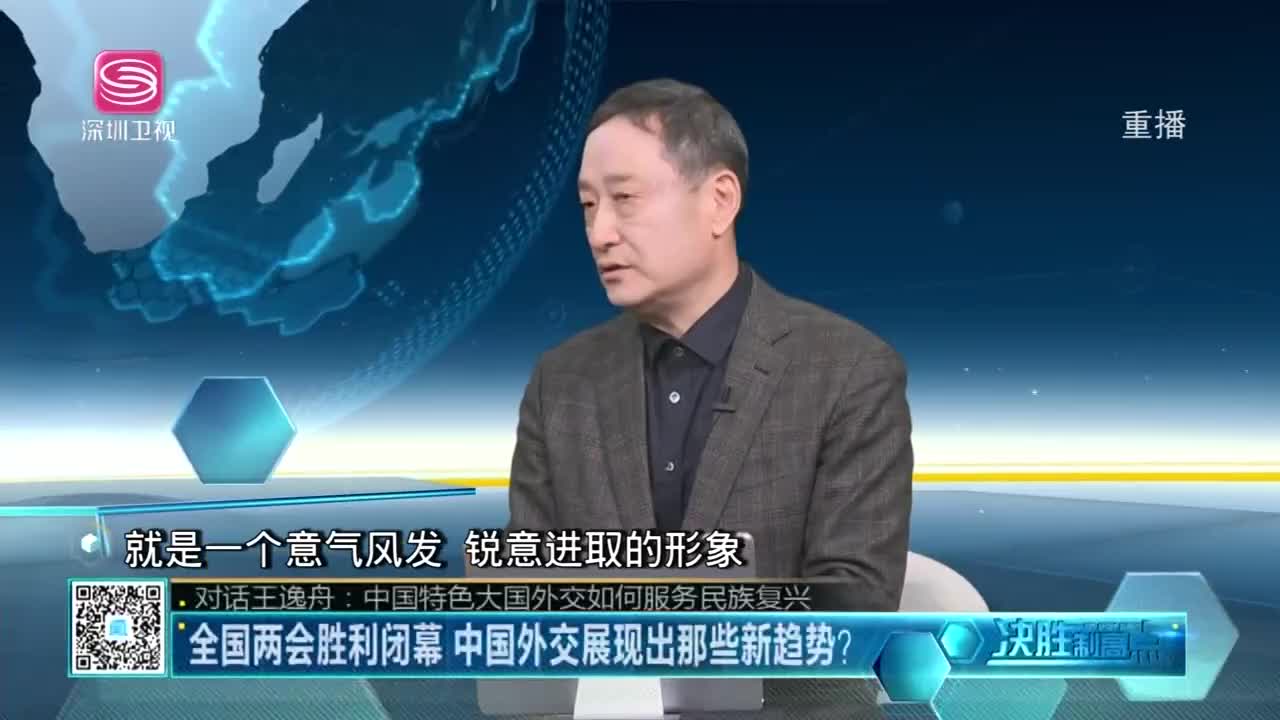 深圳卫视
重播
就是一个意气风发 锐意进取的形象
对话王逸舟：中国特色大国外交如何服务民族复兴
全国两会胜利闭幕 中国外交展现出那些新趋势?
决胜制高点